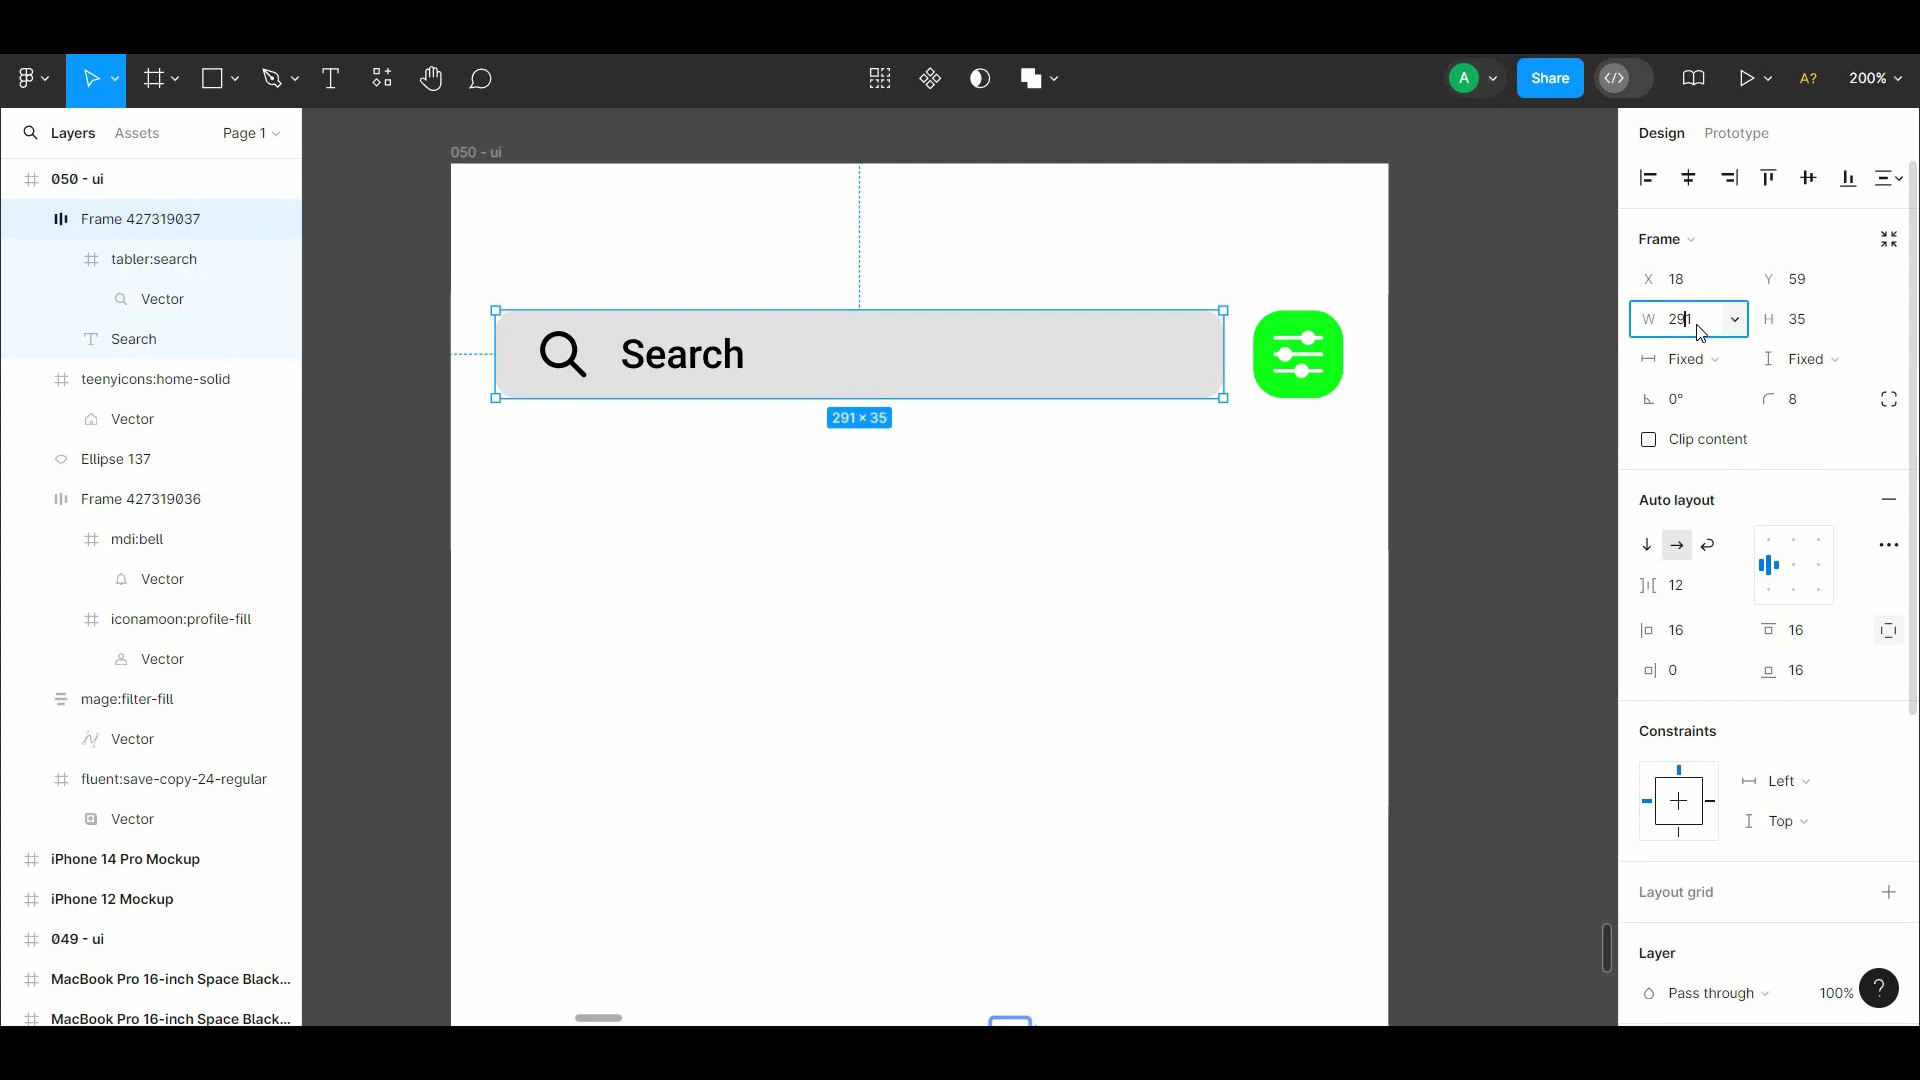 A
Share
A?
200%
Layers
Assets
Page 1
050 - ui
Frame 427319037
tabler:search
Vector
Search
teenyicons:home-solid
Vector
Ellipse 137
Frame 427319036
mdi:bell
Vector
iconamoon:profile-fill
Vector
mage:filter-fill
Vector
fluent:save-copy-24-regular
Vector
iPhone 14 Pro Mockup
iPhone 12 Mockup
049 - ui
MacBook Pro 16-inch Space Black...
MacBook Pro 16-inch Space Black...
050 - ui
Search
291 × 35
Design
Prototype
Frame
X 18
Y 59
W 291
H 35
Fixed
Fixed
0°
8
Clip content
Auto layout
12
16
16
0
16
Constraints
Left
Top
Layout grid
Layer
Pass through
100%
?